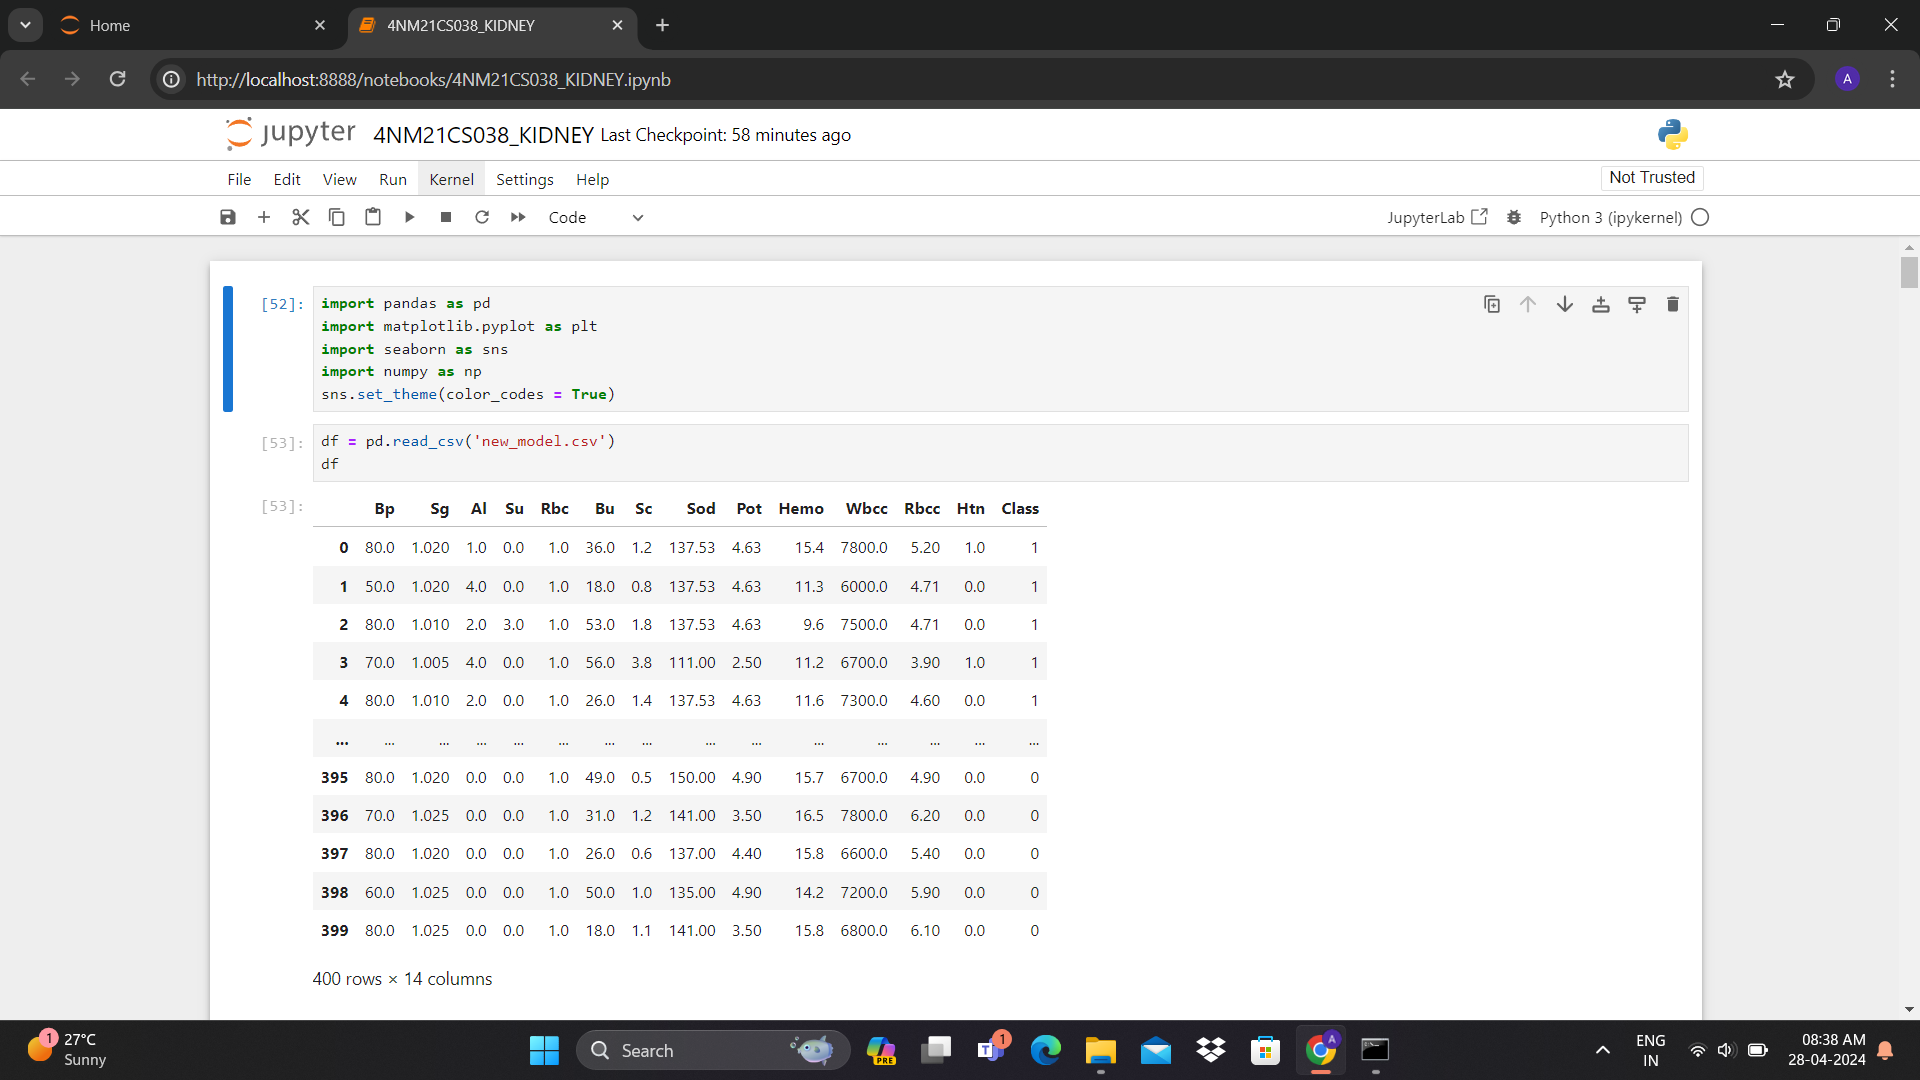 Home
4NM21CS038_KIDNEY
http://localhost:8888/notebooks/4NM21CS038_KIDNEY.ipynb
A
jupyter 4NM21CS038_KIDNEY Last Checkpoint: 58 minutes ago
File Edit View Run Kernel Settings Help
Not Trusted
Code
JupyterLab
Python 3 (ipykernel)
[52]:
import pandas as pd
import matplotlib.pyplot as plt
import seaborn as sns
import numpy as np
sns.set_theme(color_codes = True)
[53]:
df = pd.read_csv('new_model.csv')
df
[53]:
Bp Sg Al Su Rbc Bu Sc Sod Pot Hemo Wbcc Rbcc Htn Class
0 80.0 1.020 1.0 0.0 1.0 36.0 1.2 137.53 4.63 15.4 7800.0 5.20 1.0 1
1 50.0 1.020 4.0 0.0 1.0 18.0 0.8 137.53 4.63 11.3 6000.0 4.71 0.0 1
2 80.0 1.010 2.0 3.0 1.0 53.0 1.8 137.53 4.63 9.6 7500.0 4.71 0.0 1
3 70.0 1.005 4.0 0.0 1.0 56.0 3.8 111.00 2.50 11.2 6700.0 3.90 1.0 1
4 80.0 1.010 2.0 0.0 1.0 26.0 1.4 137.53 4.63 11.6 7300.0 4.60 0.0 1
... ... ... ... ... ... ... ... ... ... ... ... ... ... ...
395 80.0 1.020 0.0 0.0 1.0 49.0 0.5 150.00 4.90 15.7 6700.0 4.90 0.0 0
396 70.0 1.025 0.0 0.0 1.0 31.0 1.2 141.00 3.50 16.5 7800.0 6.20 0.0 0
397 80.0 1.020 0.0 0.0 1.0 26.0 0.6 137.00 4.40 15.8 6600.0 5.40 0.0 0
398 60.0 1.025 0.0 0.0 1.0 50.0 1.0 135.00 4.90 14.2 7200.0 5.90 0.0 0
399 80.0 1.025 0.0 0.0 1.0 18.0 1.1 141.00 3.50 15.8 6800.0 6.10 0.0 0
400 rows × 14 columns
1
27°C
Sunny
Search
PRE
1
A
ENG
IN
08:38 AM
28-04-2024